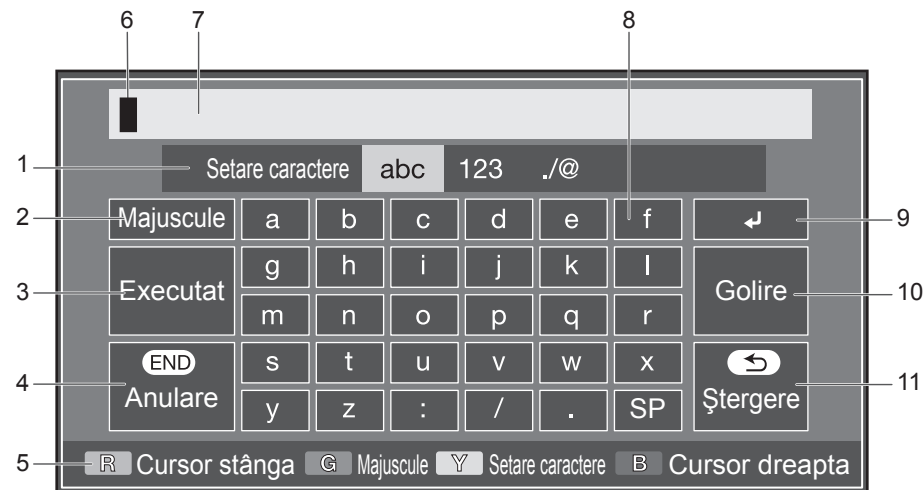 6 7 8
1 Setare caractere abc 123 ./@
2 Majuscule a b c d e f ↲ 9
g h i j k l
3 Executat Golire 10
m n o p q r
END s t u v w x
4 Anulare Ştergere 11
y z : / . SP
5 R Cursor stânga G Majuscule Y Setare caractere B Cursor dreapta